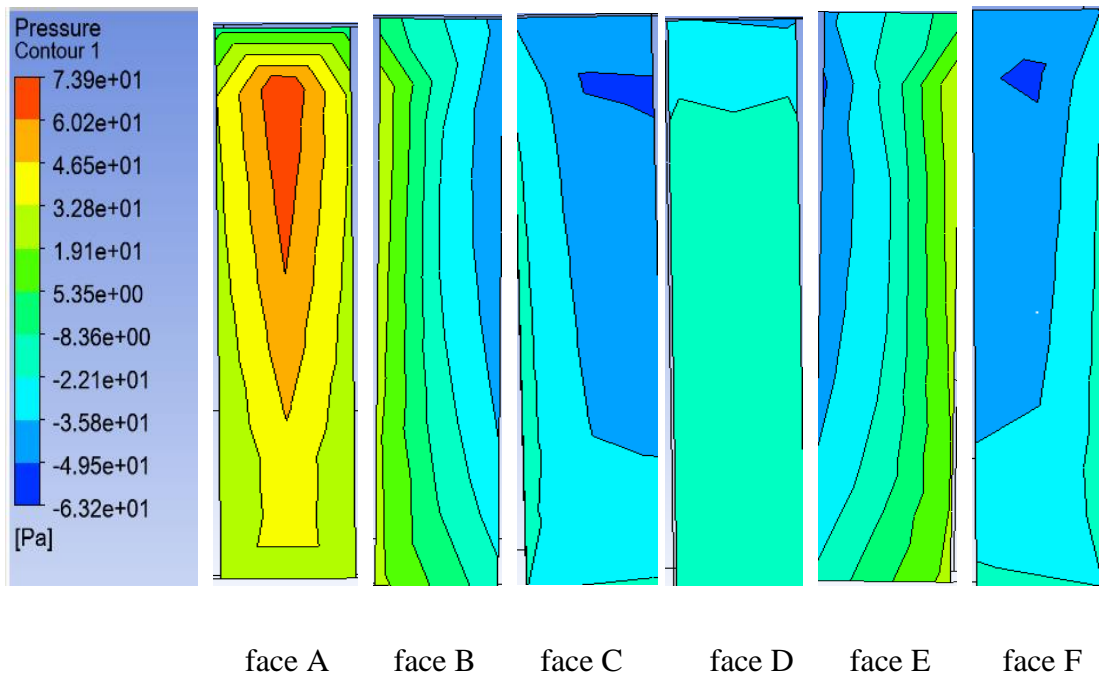 Pressure
Contour 1
7.39e+01
6.02e+01
4.65e+01
3.28e+01
1.91e+01
5.35e+00
-8.36e+00
-2.21e+01
-3.58e+01
-4.95e+01
-6.32e+01
[Pa]
face A face B face C face D face E face F